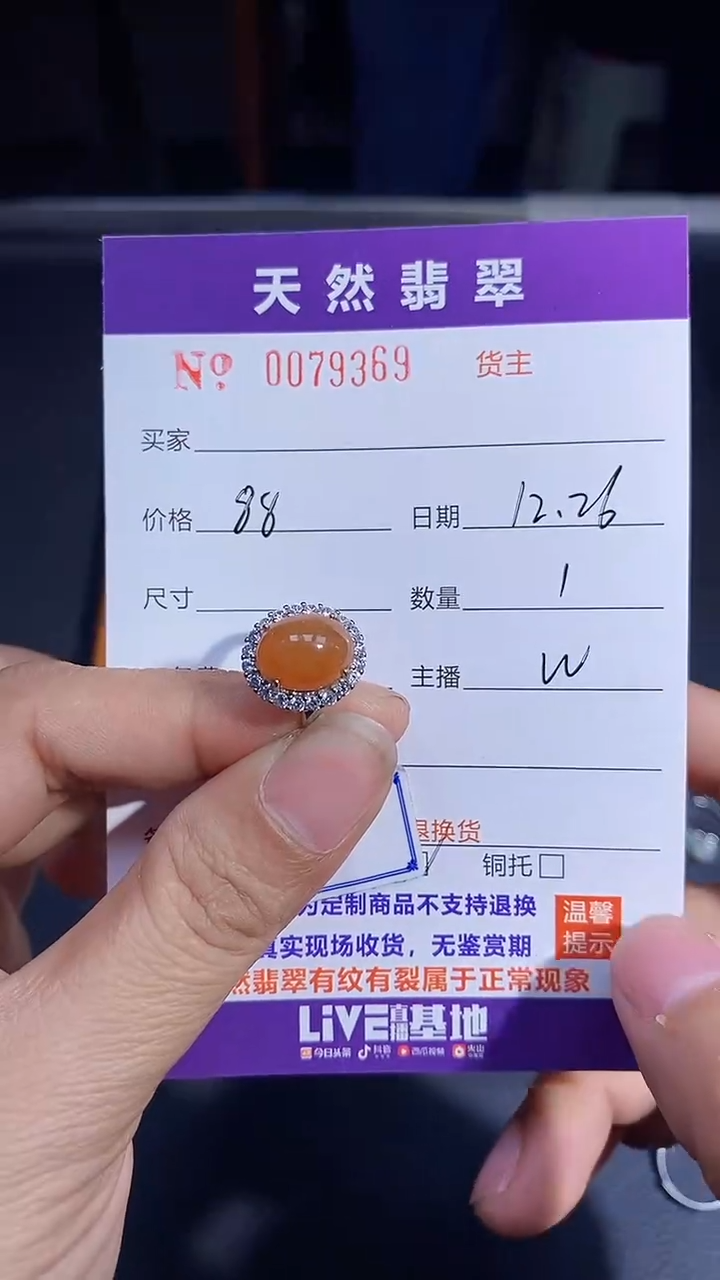 天然翡翠
Nº 0079369 货主
买家
价格 88 日期 12.26
尺寸 数量 1
主播 W
退换货
铜托
为定制商品不支持退换 温馨
真实现场收货，无鉴赏期 提示
然翡翠有纹有裂属于正常现象
LiVE直播基地
今日头条 抖音 西瓜视频 火山